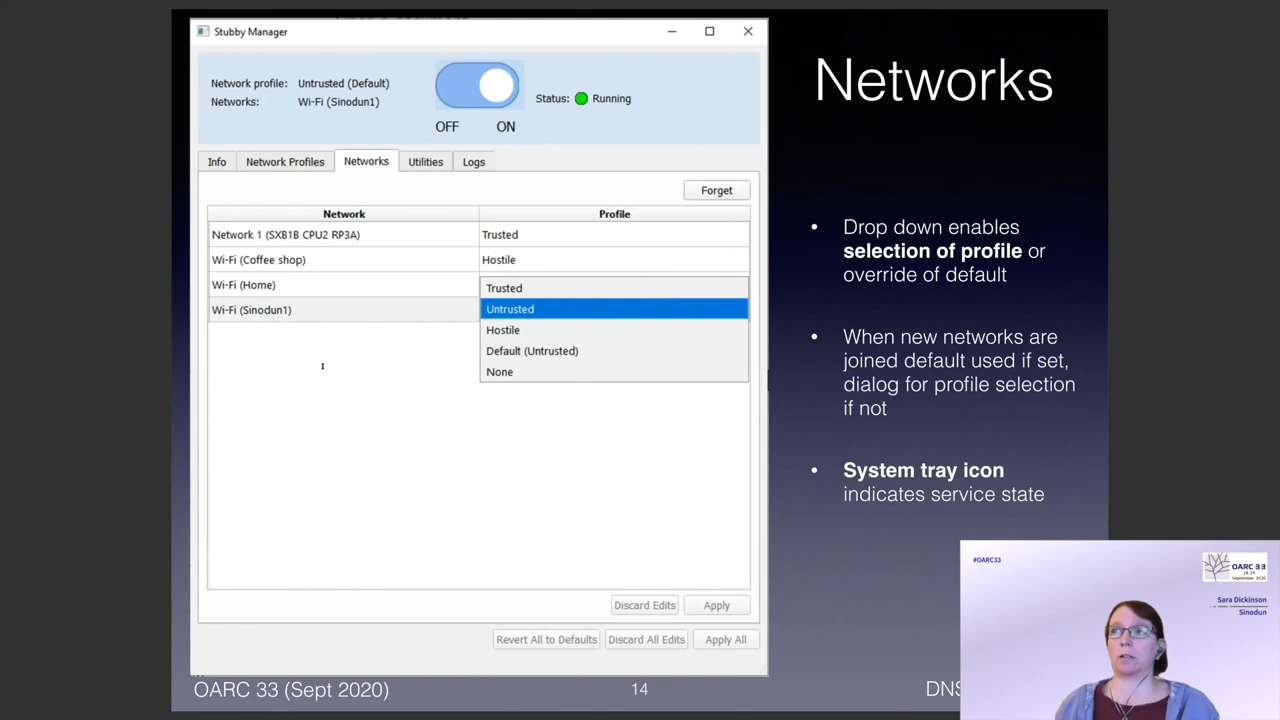 Stubby Manager
Network profile: Untrusted (Default)
Networks: Wi-Fi (Sinodun1)
OFF ON
Status: Running
Info Network Profiles Networks Utilities Logs
Forget
Network Profile
Network 1 (SXB1B CPU2 RP3A) Trusted
Wi-Fi (Coffee shop) Hostile
Wi-Fi (Home)
Wi-Fi (Sinodun1)
Trusted
Untrusted
Hostile
Default (Untrusted)
None
Discard Edits Apply
Revert All to Defaults Discard All Edits Apply All
Networks
• Drop down enables
selection of profile or
override of default
• When new networks are
joined default used if set,
dialog for profile selection
if not
• System tray icon
indicates service state
OARC 33 (Sept 2020)
14
DNS
#OARC33
OARC 33
28-29
September 2020
Sara Dickinson
Sinodun